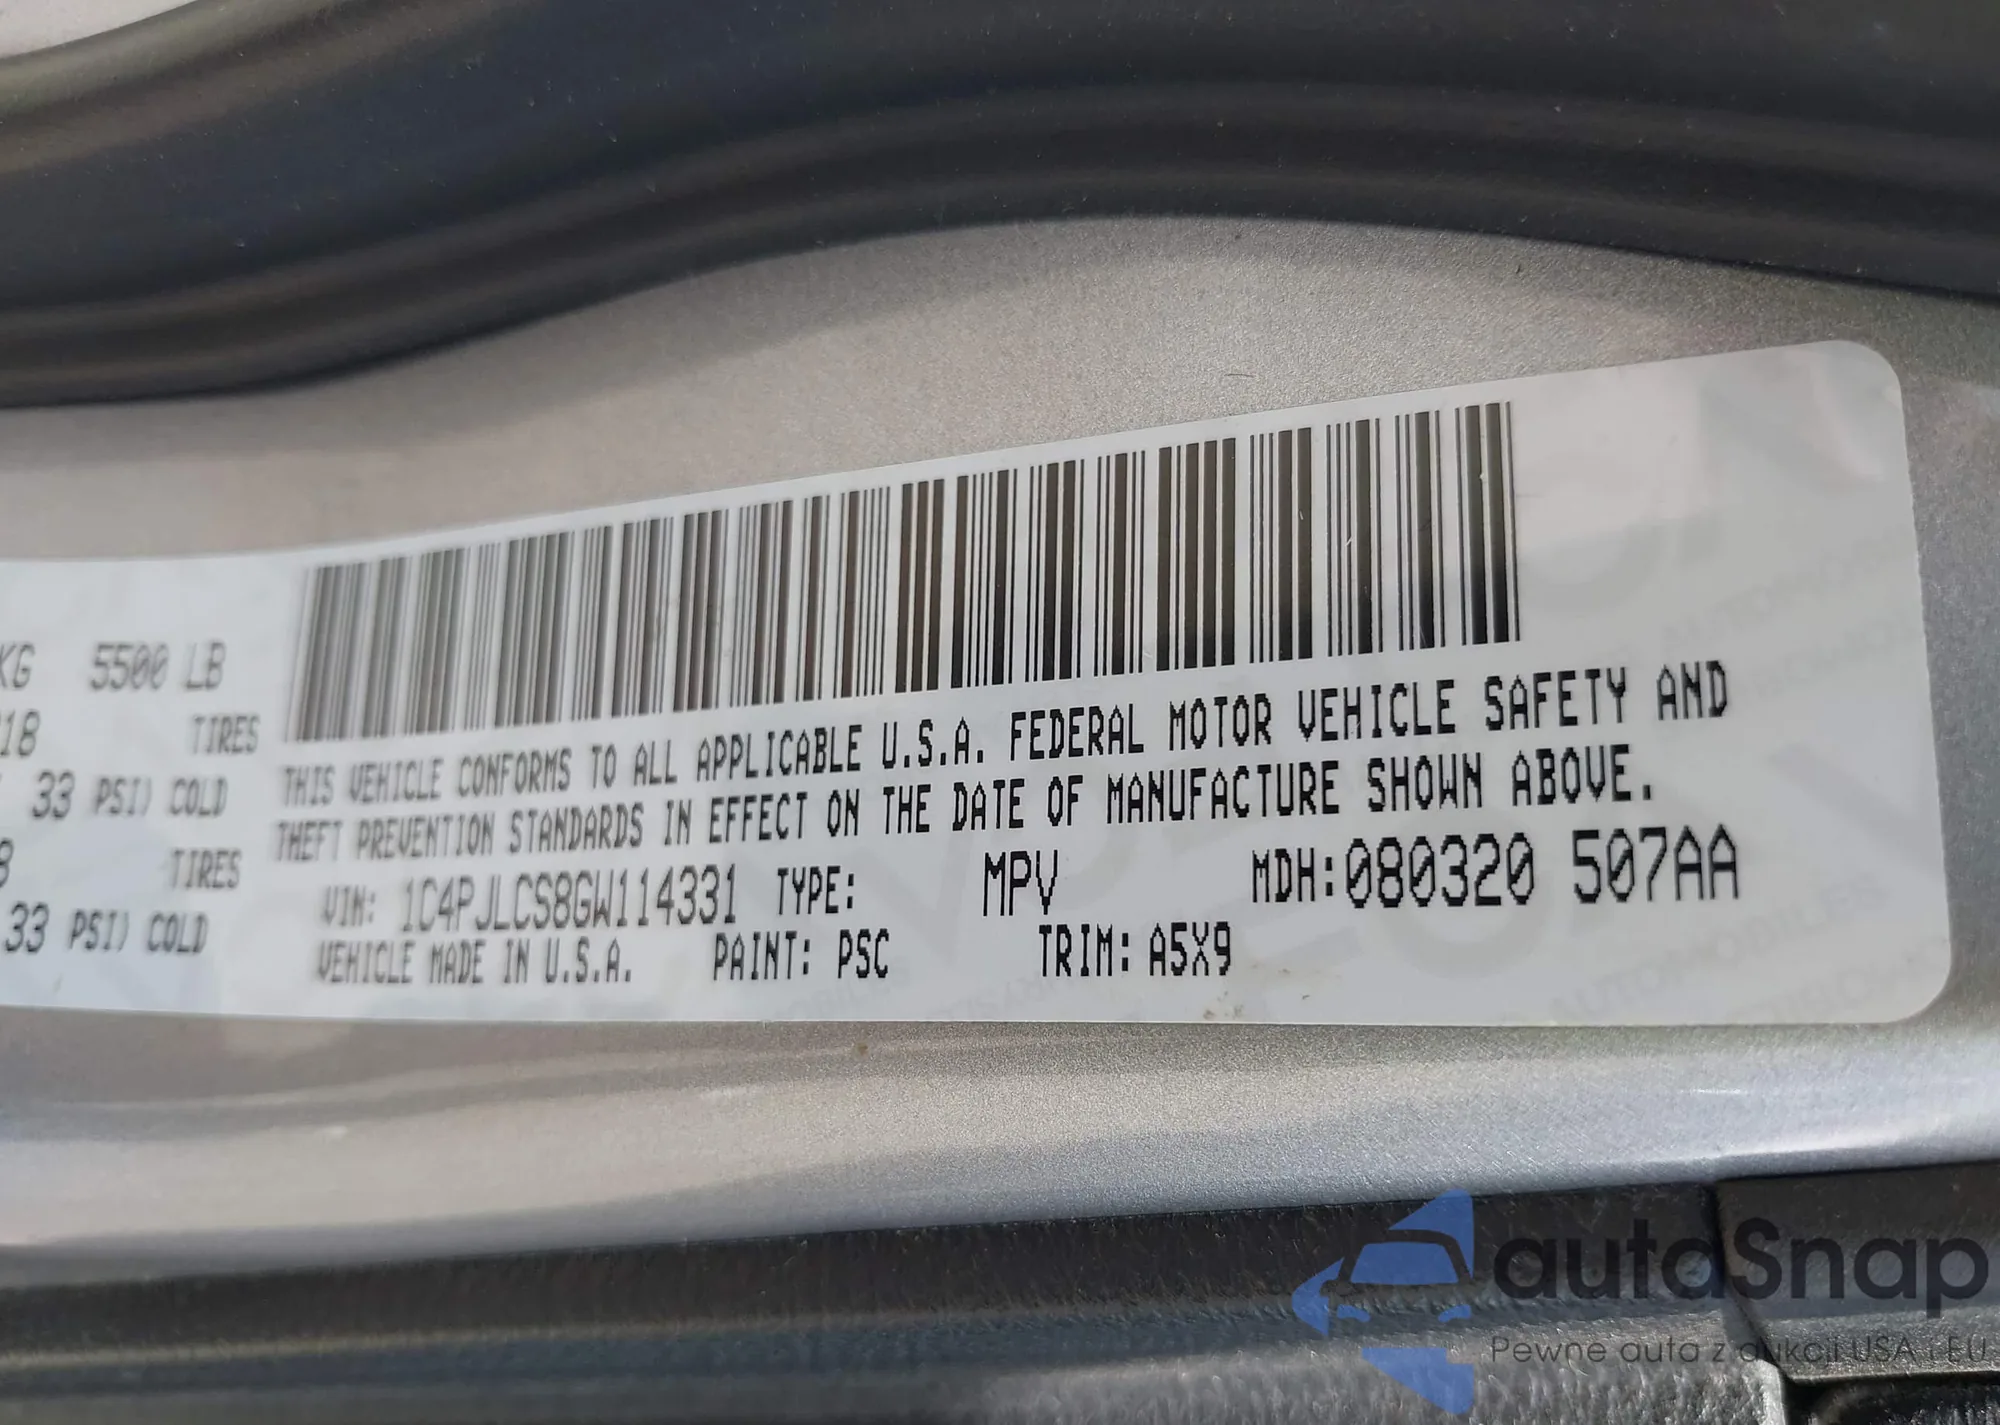 KG 5500 LB
18 TIRES
33 PSI) COLD
8 TIRES
33 PSI) COLD
THIS VEHICLE CONFORMS TO ALL APPLICABLE U.S.A. FEDERAL MOTOR VEHICLE SAFETY AND
THEFT PREVENTION STANDARDS IN EFFECT ON THE DATE OF MANUFACTURE SHOWN ABOVE.
VIN: 1C4PJLCS8GW114331 TYPE: MPV MDH:080320 507AA
VEHICLE MADE IN U.S.A. PAINT: PSC TRIM: A5X9
autoSnap
Pewne auta z aukcji USA i EU